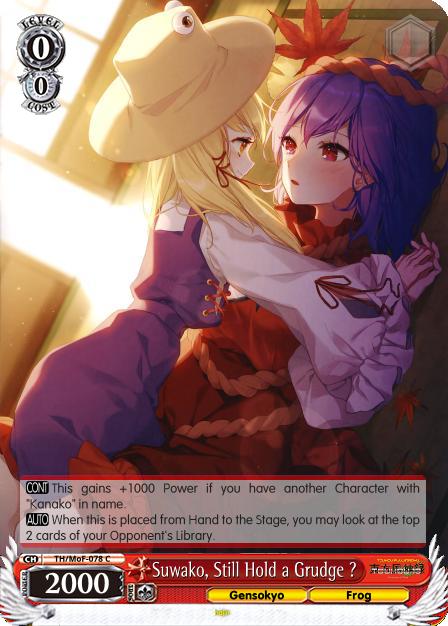 LEVEL
0
0
COST
CONT This gains +1000 Power if you have another Character with
"Kanako" in name.
AUTO When this is placed from Hand to the Stage, you may look at the top
2 cards of your Opponent's Library.
CH TH/MoF-078 C
POWER 2000 SOUL
Suwako, Still Hold a Grudge ?
Gensokyo Frog